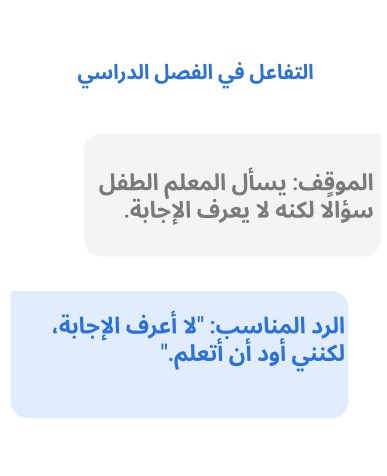 التفاعل في الفصل الدراسي
الموقف: يسأل المعلم الطفل
سؤالًا لكنه لا يعرف الإجابة.
الرد المناسب: "لا أعرف الإجابة،
لكنني أود أن أتعلم."